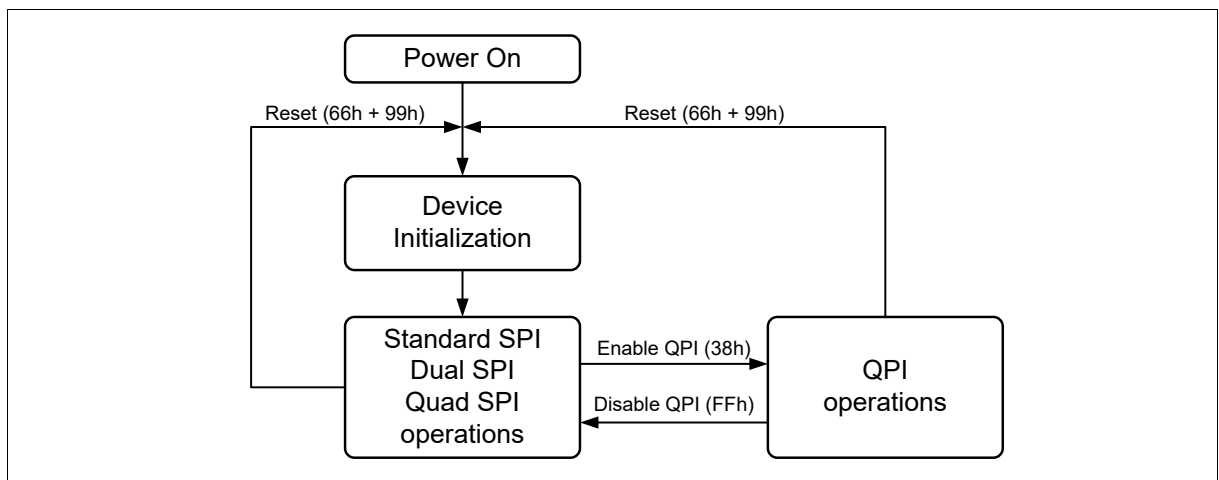 Power On
Reset (66h + 99h)
Reset (66h + 99h)
Device
Initialization
Standard SPI
Dual SPI
Quad SPI
operations
Enable QPI (38h)
Disable QPI (FFh)
QPI
operations